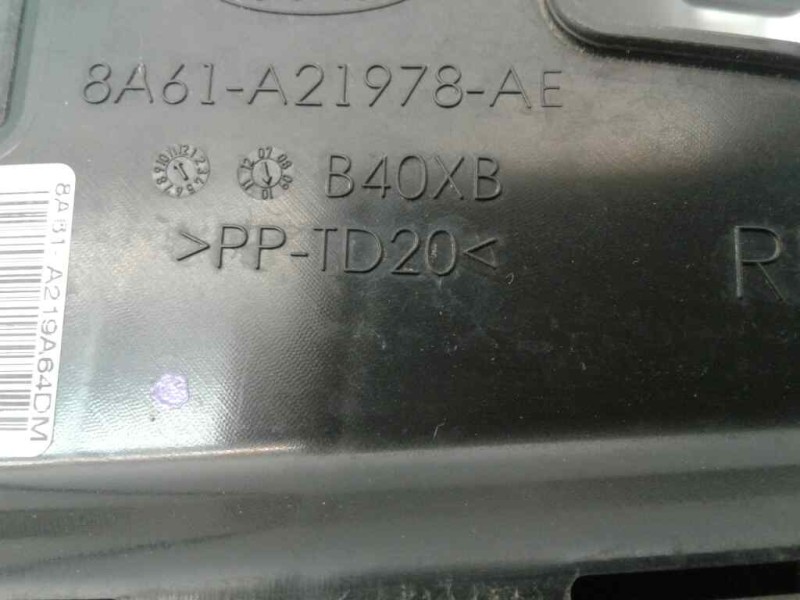 8A61-A21978-AE
B40XB
>PP-TD20<
R
8A61-A219A64DM